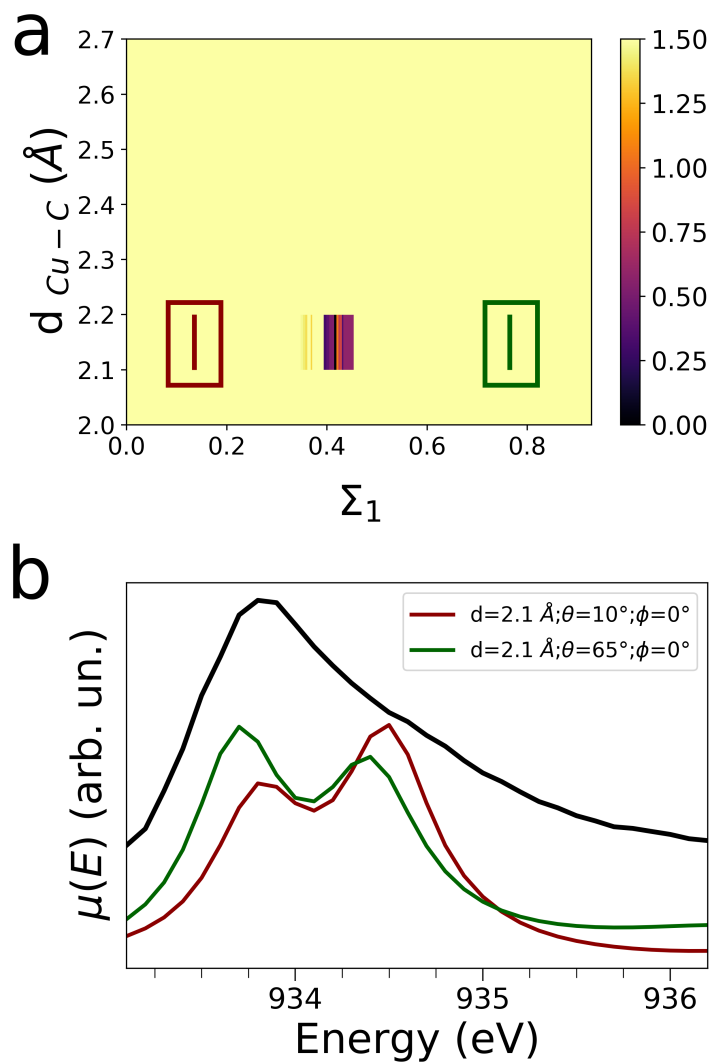 a
2.7
2.6
2.5
2.4
2.3
2.2
2.1
2.0
d Cu − C (Å)
0.0
0.2
0.4
0.6
0.8
Σ1
1.50
1.25
1.00
0.75
0.50
0.25
0.00
b
d=2.1 Å;θ=10°;ϕ=0°
d=2.1 Å;θ=65°;ϕ=0°
μ(E) (arb. un.)
934
935
936
Energy (eV)